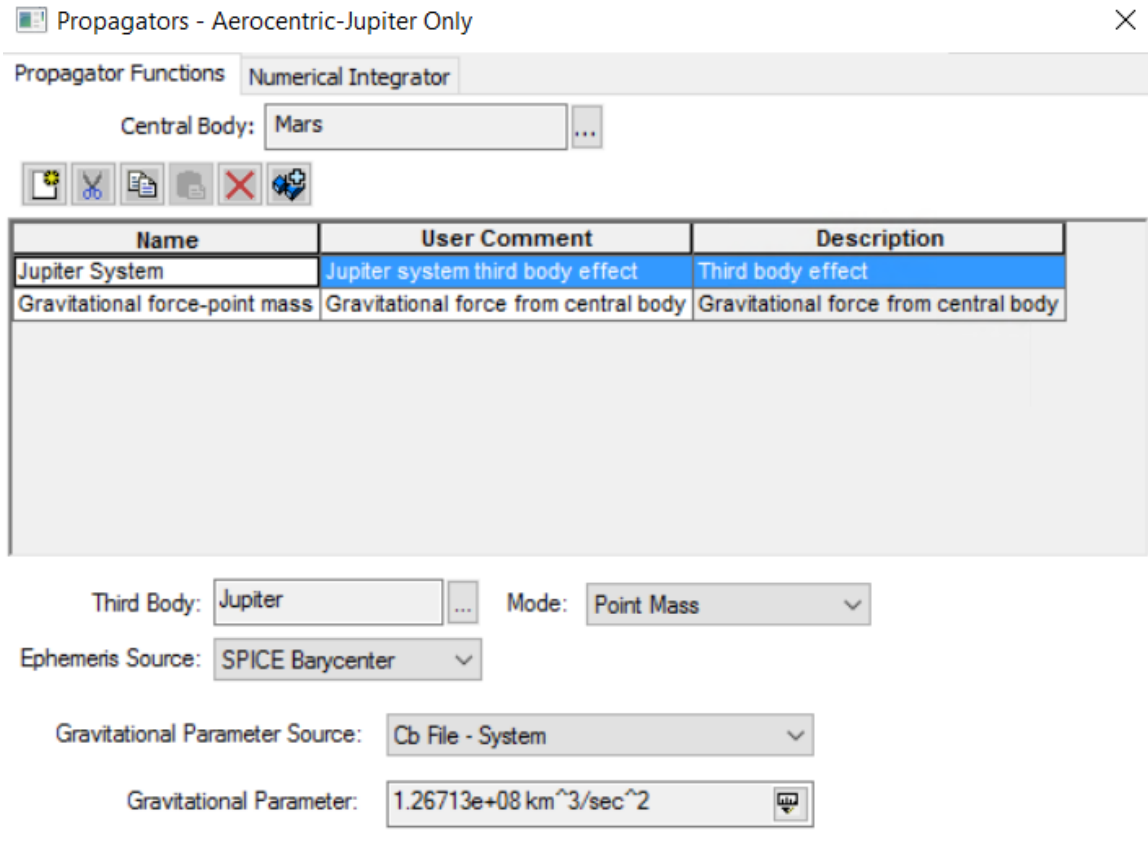 Propagators - Aerocentric-Jupiter Only
Propagator Functions Numerical Integrator
Central Body: Mars ...
Name User Comment Description
Jupiter System Jupiter system third body effect Third body effect
Gravitational force-point mass Gravitational force from central body Gravitational force from central body
Third Body: Jupiter ... Mode: Point Mass
Ephemeris Source: SPICE Barycenter
Gravitational Parameter Source: Cb File - System
Gravitational Parameter: 1.26713e+08 km^3/sec^2